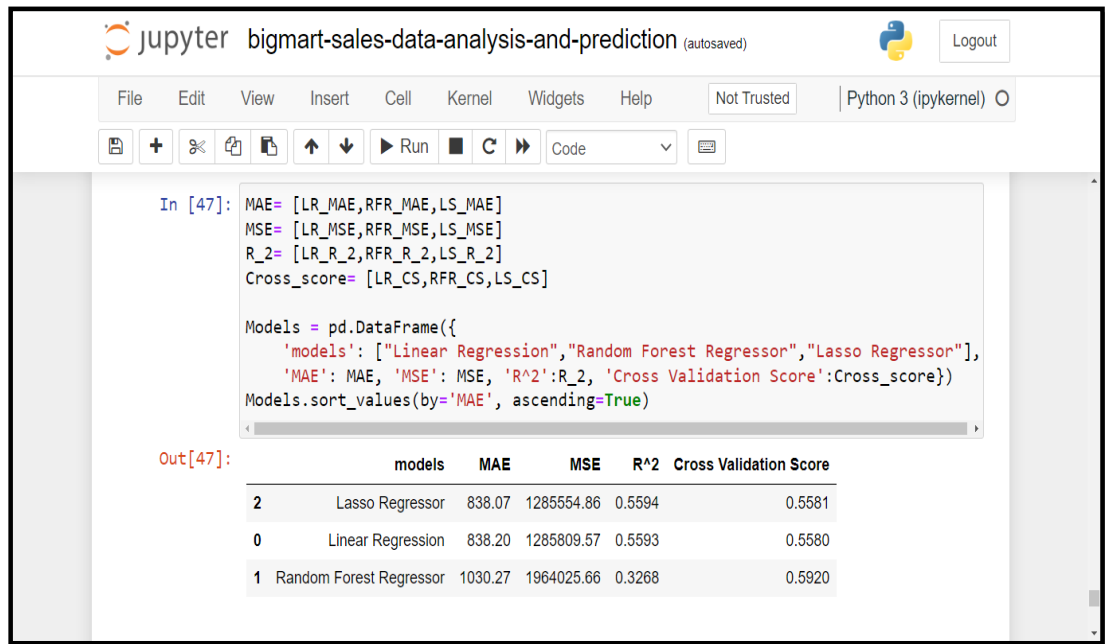 jupyter bigmart-sales-data-analysis-and-prediction (autosaved) Logout
File Edit View Insert Cell Kernel Widgets Help Not Trusted Python 3 (ipykernel)
Run Code
In [47]: MAE= [LR_MAE,RFR_MAE,LS_MAE]
MSE= [LR_MSE,RFR_MSE,LS_MSE]
R_2= [LR_R_2,RFR_R_2,LS_R_2]
Cross_score= [LR_CS,RFR_CS,LS_CS]
Models = pd.DataFrame({
'models': ["Linear Regression","Random Forest Regressor","Lasso Regressor"],
'MAE': MAE, 'MSE': MSE, 'R^2':R_2, 'Cross Validation Score':Cross_score})
Models.sort_values(by='MAE', ascending=True)
Out[47]: models MAE MSE R^2 Cross Validation Score
2 Lasso Regressor 838.07 1285554.86 0.5594 0.5581
0 Linear Regression 838.20 1285809.57 0.5593 0.5580
1 Random Forest Regressor 1030.27 1964025.66 0.3268 0.5920